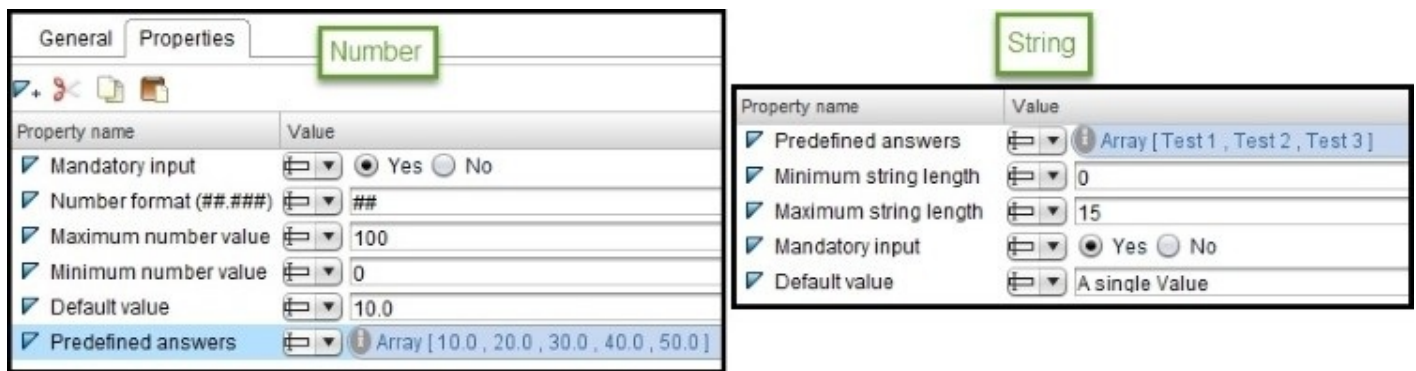 General Properties
Number
Property name Value
Mandatory input Yes No
Number format (##.###) ##
Maximum number value 100
Minimum number value 0
Default value 10.0
Predefined answers Array [ 10.0 , 20.0 , 30.0 , 40.0 , 50.0 ]
String
Property name Value
Predefined answers Array [ Test 1 , Test 2 , Test 3 ]
Minimum string length 0
Maximum string length 15
Mandatory input Yes No
Default value A single Value